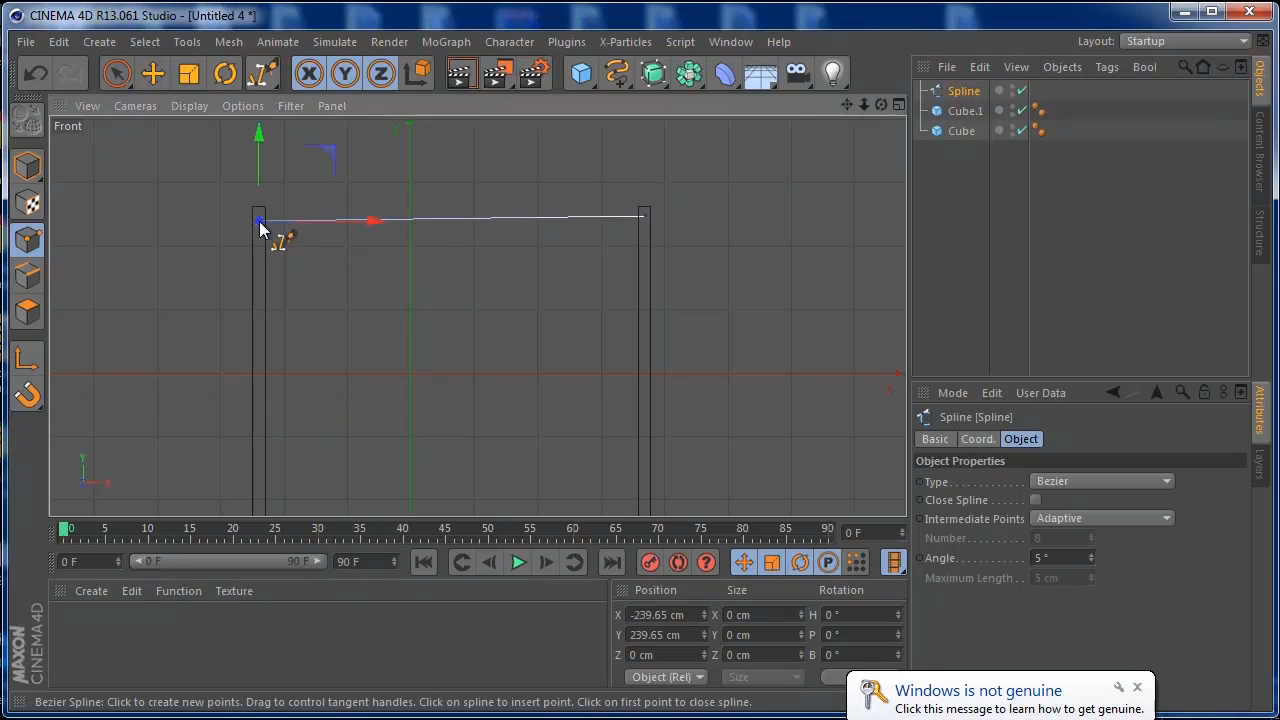 CINEMA 4D R13.061 Studio - [Untitled 4 *]
File Edit Create Select Tools Mesh Snap Animate Simulate Render MoGraph Character Plugins X-Particles Script Window Help Layout: Startup
X Y Z
File Edit View Objects Tags Bool
Spline
Cube.1
Cube
View Cameras Display Options Filter Panel
Front
Y
X
Y
X
Objects
Content Browser
Structure
Mode Edit User Data
Spline [Spline]
Basic Coord. Object
Object Properties
Type Bezier
Close Spline
Intermediate Points Adaptive
Number 8
Angle 5 °
Maximum Length 5 cm
Attributes
Layers
0 5 10 15 20 25 30 35 40 45 50 55 60 65 70 75 80 85 90 0 F
0 F 0 F 90 F 90 F
P
Create Edit Function Texture
Position Size Rotation
X -239.65 cm X 0 cm H 0 °
Y 239.65 cm Y 0 cm P 0 °
Z 0 cm Z 0 cm B 0 °
Object (Rel) Size
MAXON CINEMA 4D
Bezier Spline: Click to create new points. Drag to control tangent handles. Click on spline to insert point. Click on first point to close spline.
Windows is not genuine
Click this message to learn how to get genuine.